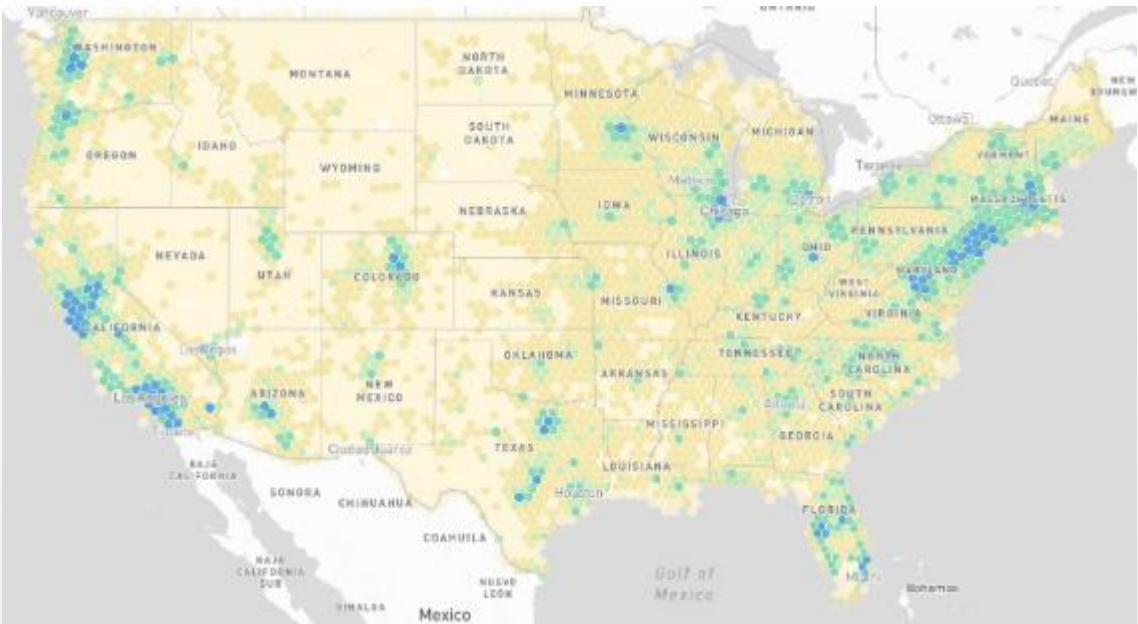 Vancouver
ONTARIO
WASHINGTON
MONTANA
NORTH
DAKOTA
MINNESOTA
Quebec
NEW
MAINE
Ottawa
SOUTH
DAKOTA
WISCONSIN
MICHIGAN
VERMONT
OREGON
IDAHO
WYOMING
MASSACHUSETTS
NEBRASKA
IOWA
Chicago
Detroit
PENNSYLVANIA
NEVADA
UTAH
COLORADO
ILLINOIS
OHIO
MARYLAND
KANSAS
MISSOURI
WEST
VIRGINIA
KENTUCKY
VIRGINIA
CALIFORNIA
Las Vegas
OKLAHOMA
TENNESSEE
NORTH
CAROLINA
ARKANSAS
Los Angeles
ARIZONA
NEW
MEXICO
Atlanta
SOUTH
CAROLINA
MISSISSIPPI
GEORGIA
Tijuana
Ciudad Juárez
TEXAS
LOUISIANA
BAJA
CALIFORNIA
SONORA
CHIHUAHUA
Houston
FLORIDA
COAHUILA
BAJA
CALIFORNIA
SUR
Gulf of
Mexico
Miami
Bahamas
NUEVO
LEÓN
SINALOA
Mexico